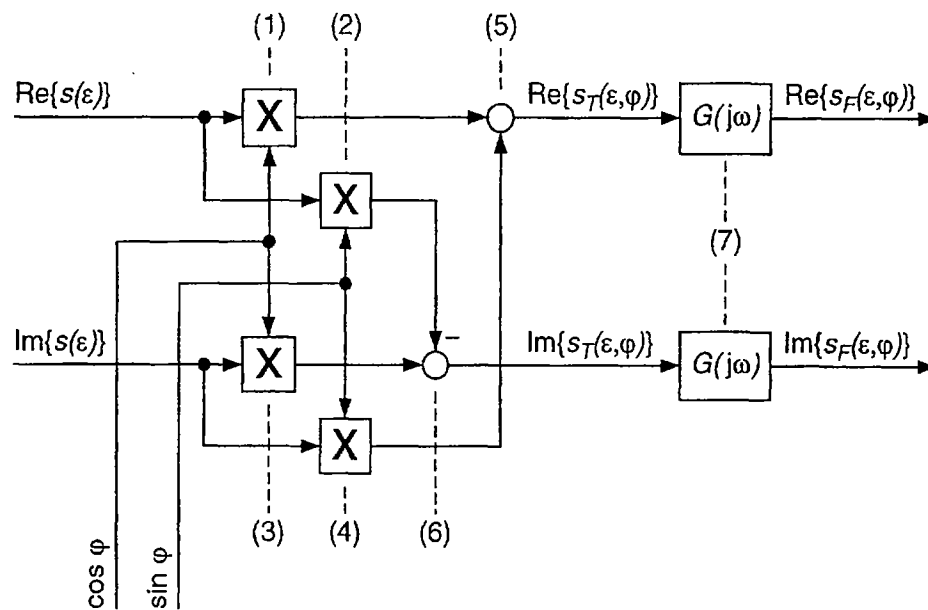 (1)
(2)
(5)
Re{s(ε)}
X
Re{s_T(ε,φ)}
G(jω)
Re{s_F(ε,φ)}
X
(7)
–
Im{s(ε)}
X
Im{s_T(ε,φ)}
G(jω)
Im{s_F(ε,φ)}
X
(3)
(4)
(6)
cos φ
sin φ